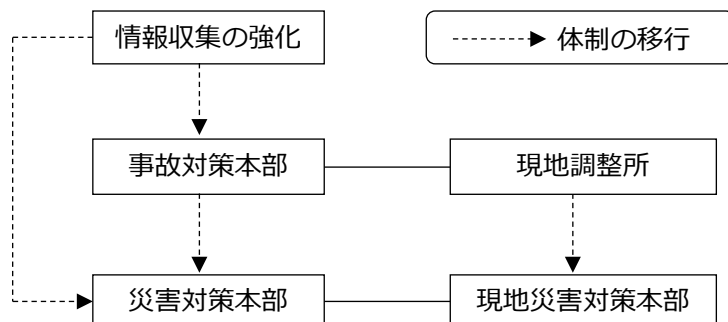 情報収集の強化
体制の移行
事故対策本部
現地調整所
災害対策本部
現地災害対策本部